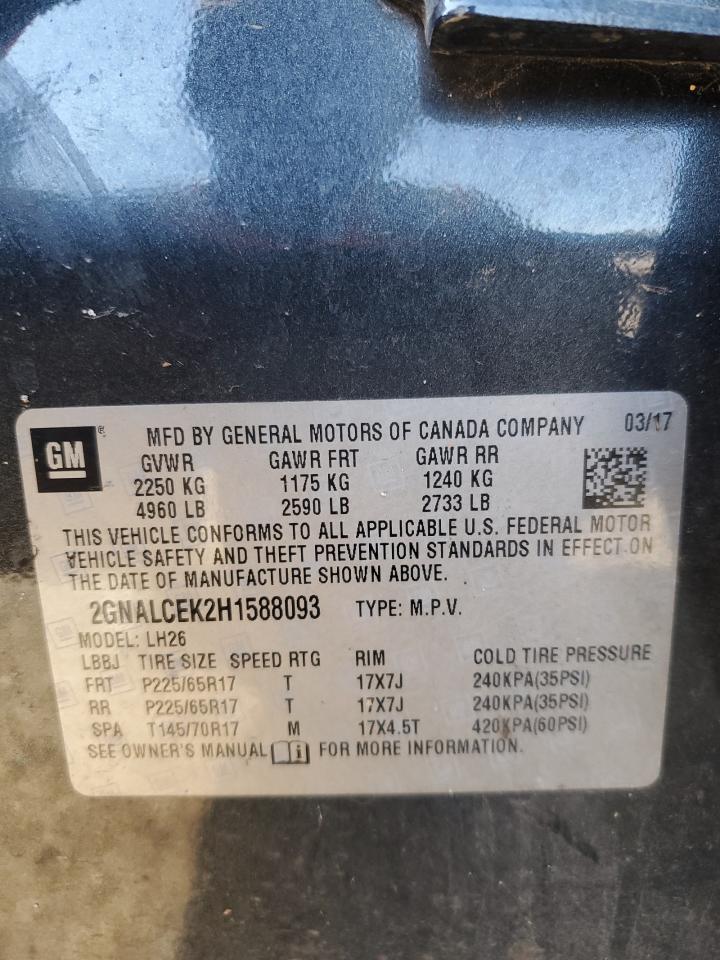 GM ® MFD BY GENERAL MOTORS OF CANADA COMPANY 03/17
GVWR GAWR FRT GAWR RR
2250 KG 1175 KG 1240 KG
4960 LB 2590 LB 2733 LB
THIS VEHICLE CONFORMS TO ALL APPLICABLE U.S. FEDERAL MOTOR
VEHICLE SAFETY AND THEFT PREVENTION STANDARDS IN EFFECT ON
THE DATE OF MANUFACTURE SHOWN ABOVE.
2GNALCEK2H1588093 TYPE: M.P.V.
MODEL: LH26
LBBJ TIRE SIZE SPEED RTG RIM COLD TIRE PRESSURE
FRT P225/65R17 T 17X7J 240KPA(35PSI)
RR P225/65R17 T 17X7J 240KPA(35PSI)
SPA T145/70R17 M 17X4.5T 420KPA(60PSI)
SEE OWNER'S MANUAL i FOR MORE INFORMATION.